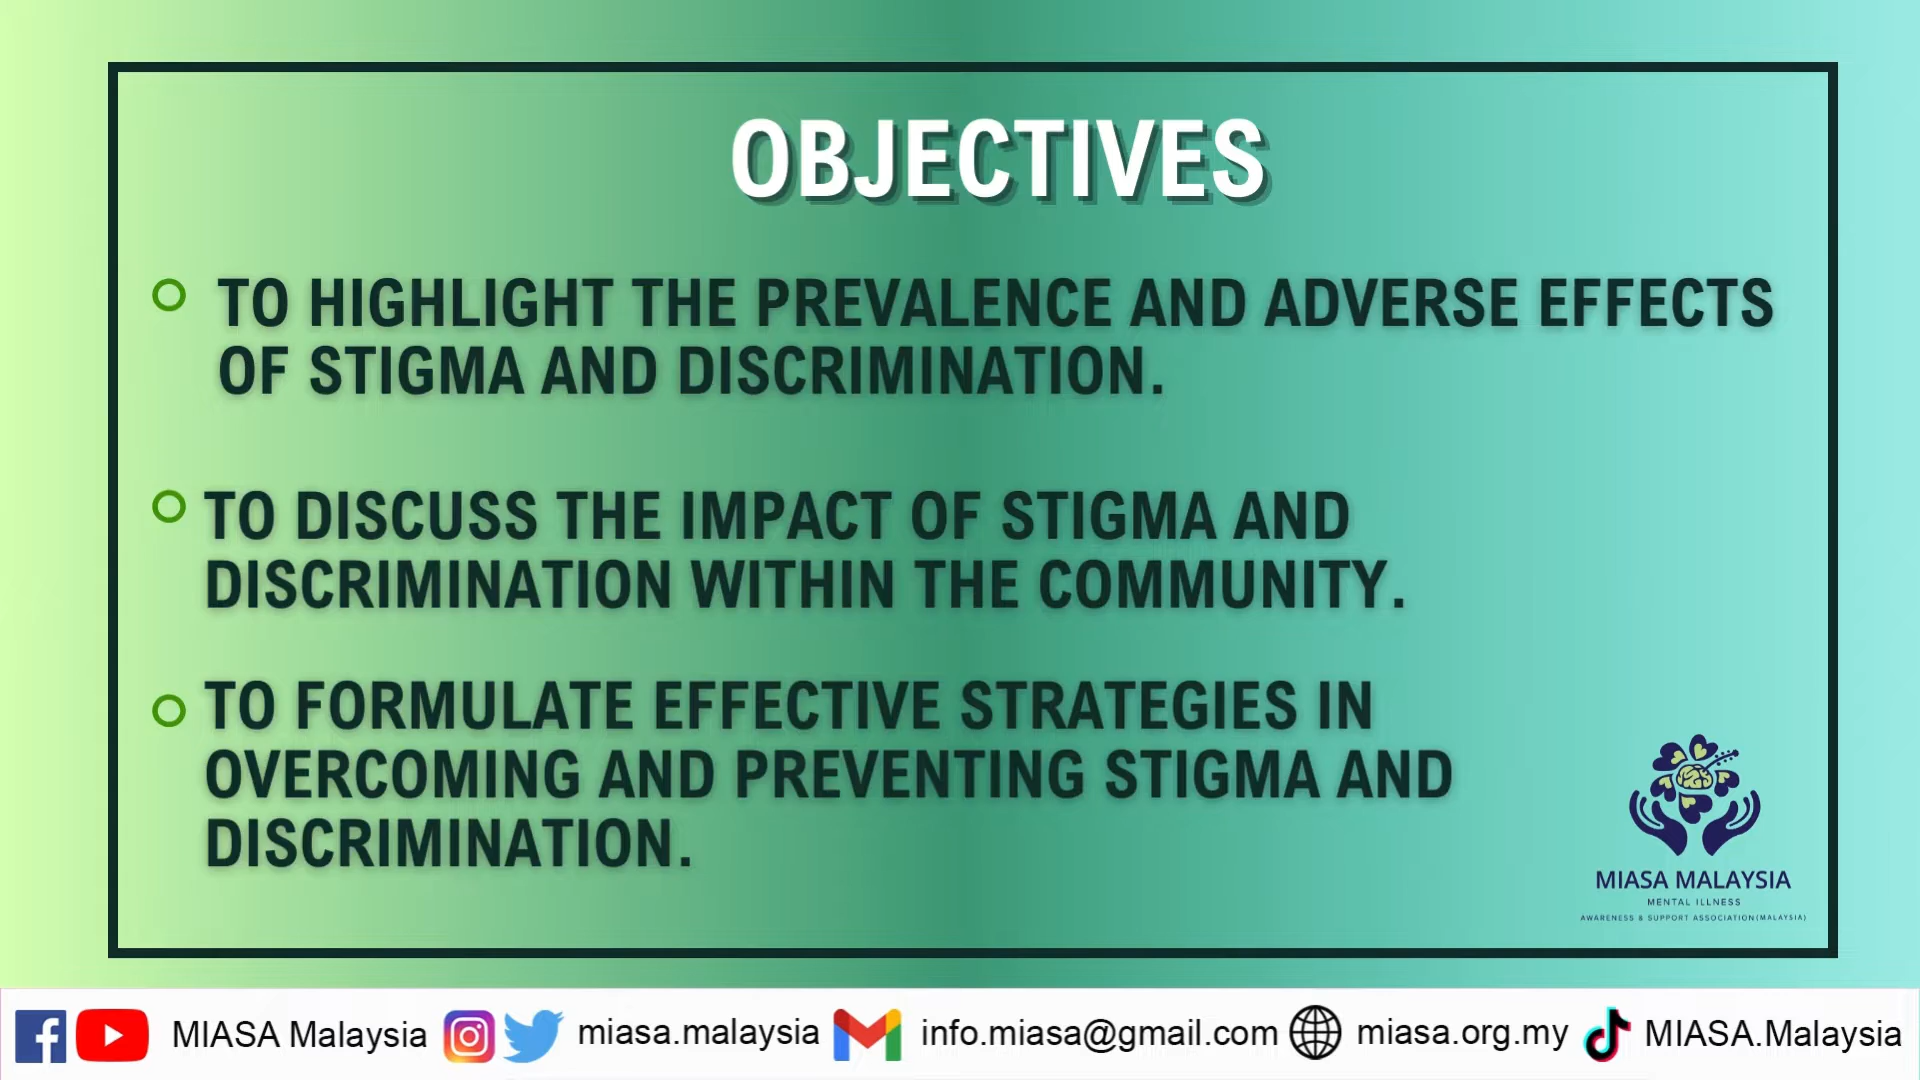 OBJECTIVES
TO HIGHLIGHT THE PREVALENCE AND ADVERSE EFFECTS
OF STIGMA AND DISCRIMINATION.
TO DISCUSS THE IMPACT OF STIGMA AND
DISCRIMINATION WITHIN THE COMMUNITY.
TO FORMULATE EFFECTIVE STRATEGIES IN
OVERCOMING AND PREVENTING STIGMA AND
DISCRIMINATION.
MIASA MALAYSIA
MENTAL ILLNESS
AWARENESS & SUPPORT ASSOCIATION(MALAYSIA)
MIASA Malaysia miasa.malaysia info.miasa@gmail.com miasa.org.my MIASA.Malaysia